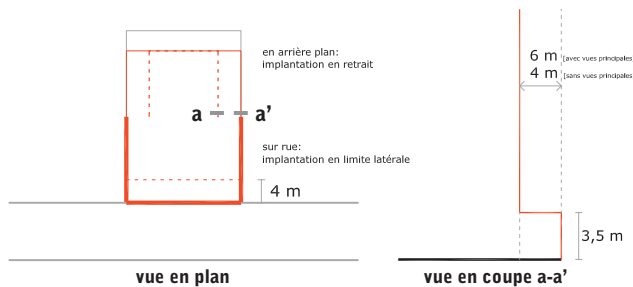 en arrière plan:
implantation en retrait
a a'
sur rue:
implantation en limite latérale
4 m
vue en plan
6 m [avec vues principales
4 m [sans vues principales
3,5 m
vue en coupe a-a'